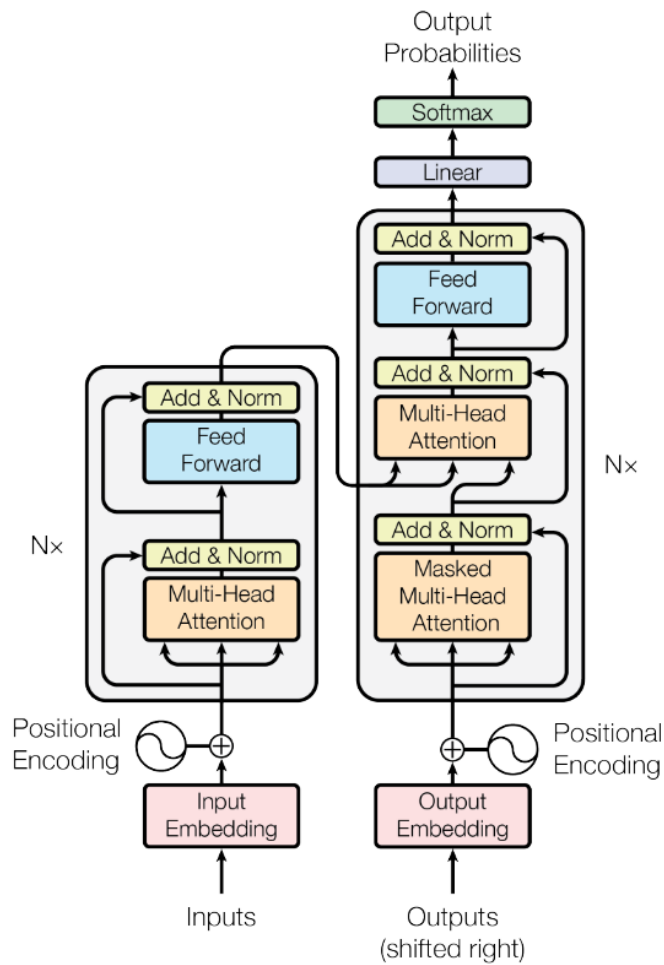 Output
Probabilities
Softmax
Linear
Add & Norm
Feed
Forward
Add & Norm
Multi-Head
Attention
Add & Norm
Masked
Multi-Head
Attention
Nx
Add & Norm
Feed
Forward
Add & Norm
Multi-Head
Attention
Nx
Positional
Encoding
Positional
Encoding
Input
Embedding
Output
Embedding
Inputs
Outputs
(shifted right)